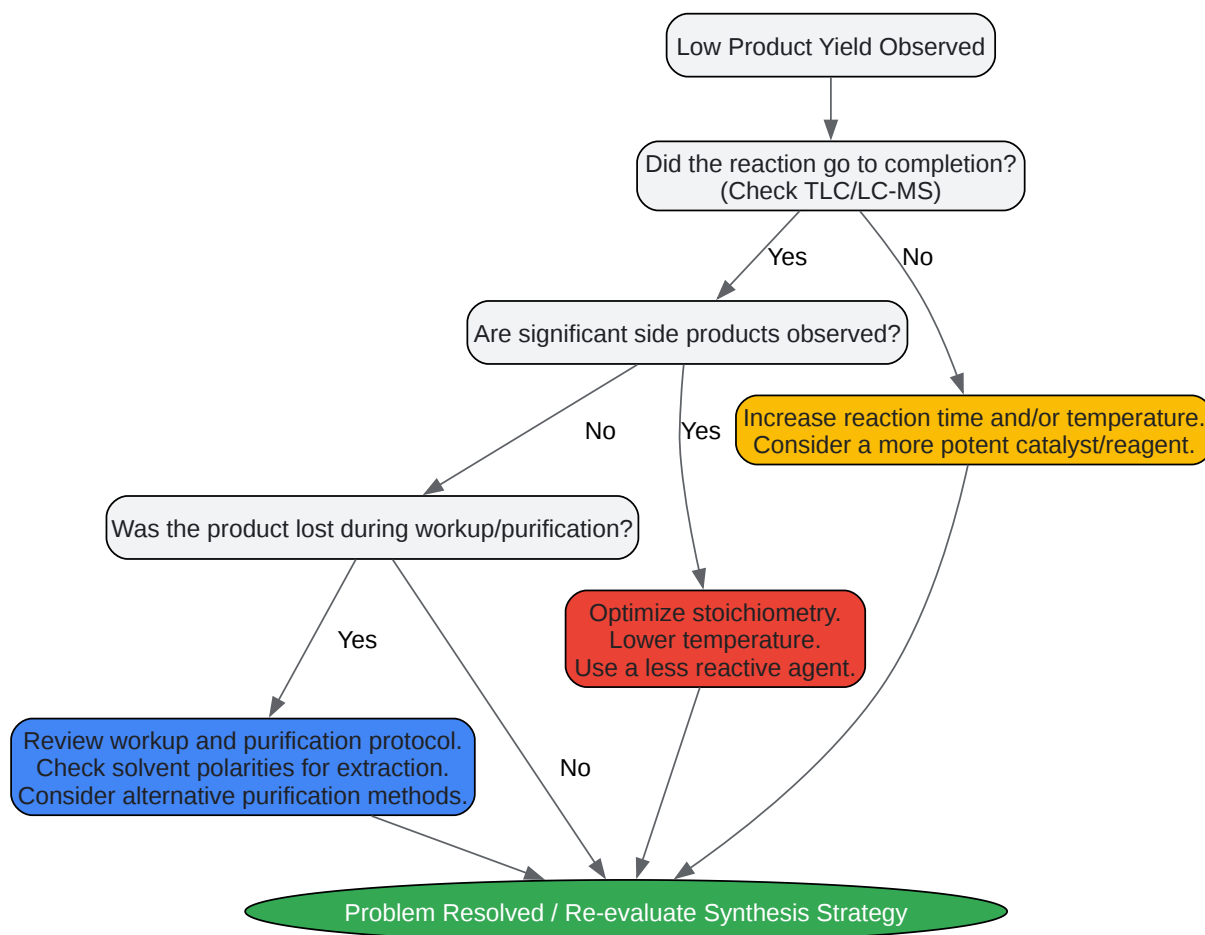 Low Product Yield Observed
Did the reaction go to completion?
(Check TLC/LC-MS)
Yes
No
Are significant side products observed?
Increase reaction time and/or temperature.
Consider a more potent catalyst/reagent.
No
Yes
Was the product lost during workup/purification?
Optimize stoichiometry.
Lower temperature.
Use a less reactive agent.
Yes
Review workup and purification protocol.
Check solvent polarities for extraction.
Consider alternative purification methods.
No
Problem Resolved / Re-evaluate Synthesis Strategy